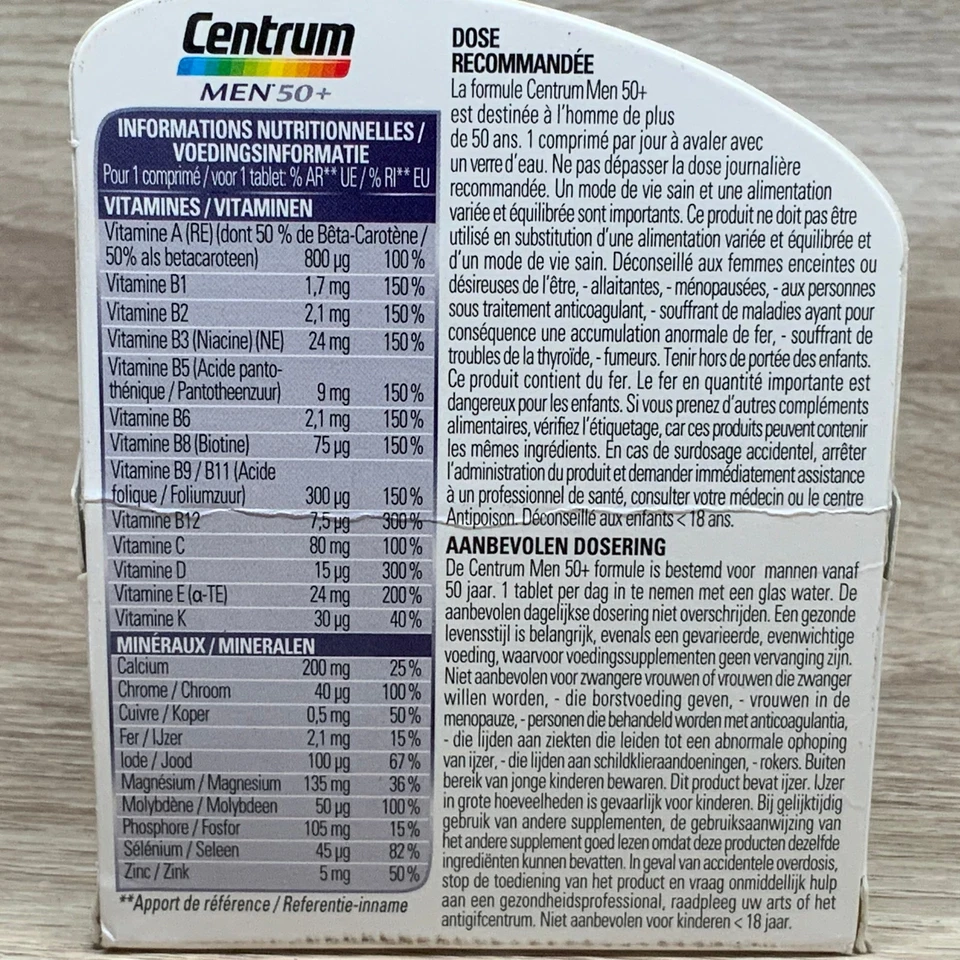 Centrum
MEN 50+
INFORMATIONS NUTRITIONNELLES /
VOEDINGSINFORMATIE
Pour 1 comprimé / voor 1 tablet: % AR** UE / % RI** EU
VITAMINES / VITAMINEN
Vitamine A (RE) (dont 50 % de Bêta-Carotène /
50% als betacaroteen) 800 µg 100 %
Vitamine B1 1,7 mg 150 %
Vitamine B2 2,1 mg 150 %
Vitamine B3 (Niacine) (NE) 24 mg 150 %
Vitamine B5 (Acide panto-
thénique / Pantotheenzuur) 9 mg 150 %
Vitamine B6 2,1 mg 150 %
Vitamine B8 (Biotine) 75 µg 150 %
Vitamine B9 / B11 (Acide
folique / Foliumzuur) 300 µg 150 %
Vitamine B12 7,5 µg 300 %
Vitamine C 80 mg 100 %
Vitamine D 15 µg 300 %
Vitamine E (α-TE) 24 mg 200 %
Vitamine K 30 µg 40 %
MINÉRAUX / MINERALEN
Calcium 200 mg 25 %
Chrome / Chroom 40 µg 100 %
Cuivre / Koper 0,5 mg 50 %
Fer / IJzer 2,1 mg 15 %
Iode / Jood 100 µg 67 %
Magnésium / Magnesium 135 mg 36 %
Molybdène / Molybdeen 50 µg 100 %
Phosphore / Fosfor 105 mg 15 %
Sélénium / Seleen 45 µg 82 %
Zinc / Zink 5 mg 50 %
**Apport de référence / Referentie-inname
DOSE
RECOMMANDÉE
La formule Centrum Men 50+
est destinée à l'homme de plus
de 50 ans. 1 comprimé par jour à avaler avec
un verre d'eau. Ne pas dépasser la dose journalière
recommandée. Un mode de vie sain et une alimentation
variée et équilibrée sont importants. Ce produit ne doit pas être
utilisé en substitution d'une alimentation variée et équilibrée et
d'un mode de vie sain. Déconseillé aux femmes enceintes ou
désireuses de l'être, - allaitantes, - ménopausées, - aux personnes
sous traitement anticoagulant, - souffrant de maladies ayant pour
conséquence une accumulation anormale de fer, - souffrant de
troubles de la thyroïde, - fumeurs. Tenir hors de portée des enfants.
Ce produit contient du fer. Le fer en quantité importante est
dangereux pour les enfants. Si vous prenez d'autres compléments
alimentaires, vérifiez l'étiquetage, car ces produits peuvent contenir
les mêmes ingrédients. En cas de surdosage accidentel, arrêter
l'administration du produit et demander immédiatement assistance
à un professionnel de santé, consulter votre médecin ou le centre
Antipoison. Déconseillé aux enfants < 18 ans.
AANBEVOLEN DOSERING
De Centrum Men 50+ formule is bestemd voor mannen vanaf
50 jaar. 1 tablet per dag in te nemen met een glas water. De
aanbevolen dagelijkse dosering niet overschrijden. Een gezonde
levensstijl is belangrijk, evenals een gevarieerde, evenwichtige
voeding, waarvoor voedingssupplementen geen vervanging zijn.
Niet aanbevolen voor zwangere vrouwen of vrouwen die zwanger
willen worden, - die borstvoeding geven, - vrouwen in de
menopauze, - personen die behandeld worden met anticoagulantia,
- die lijden aan ziekten die leiden tot een abnormale ophoping
van ijzer, - die lijden aan schildklieraandoeningen, - rokers. Buiten
bereik van jonge kinderen bewaren. Dit product bevat ijzer. IJzer
in grote hoeveelheden is gevaarlijk voor kinderen. Bij gelijktijdig
gebruik van andere supplementen, de gebruiksaanwijzing van
het andere supplement goed lezen omdat deze producten dezelfde
ingrediënten kunnen bevatten. In geval van accidentele overdosis,
stop de toediening van het product en vraag onmiddellijk hulp
aan een gezondheidsprofessional, raadpleeg uw arts of het
antigifcentrum. Niet aanbevolen voor kinderen < 18 jaar.